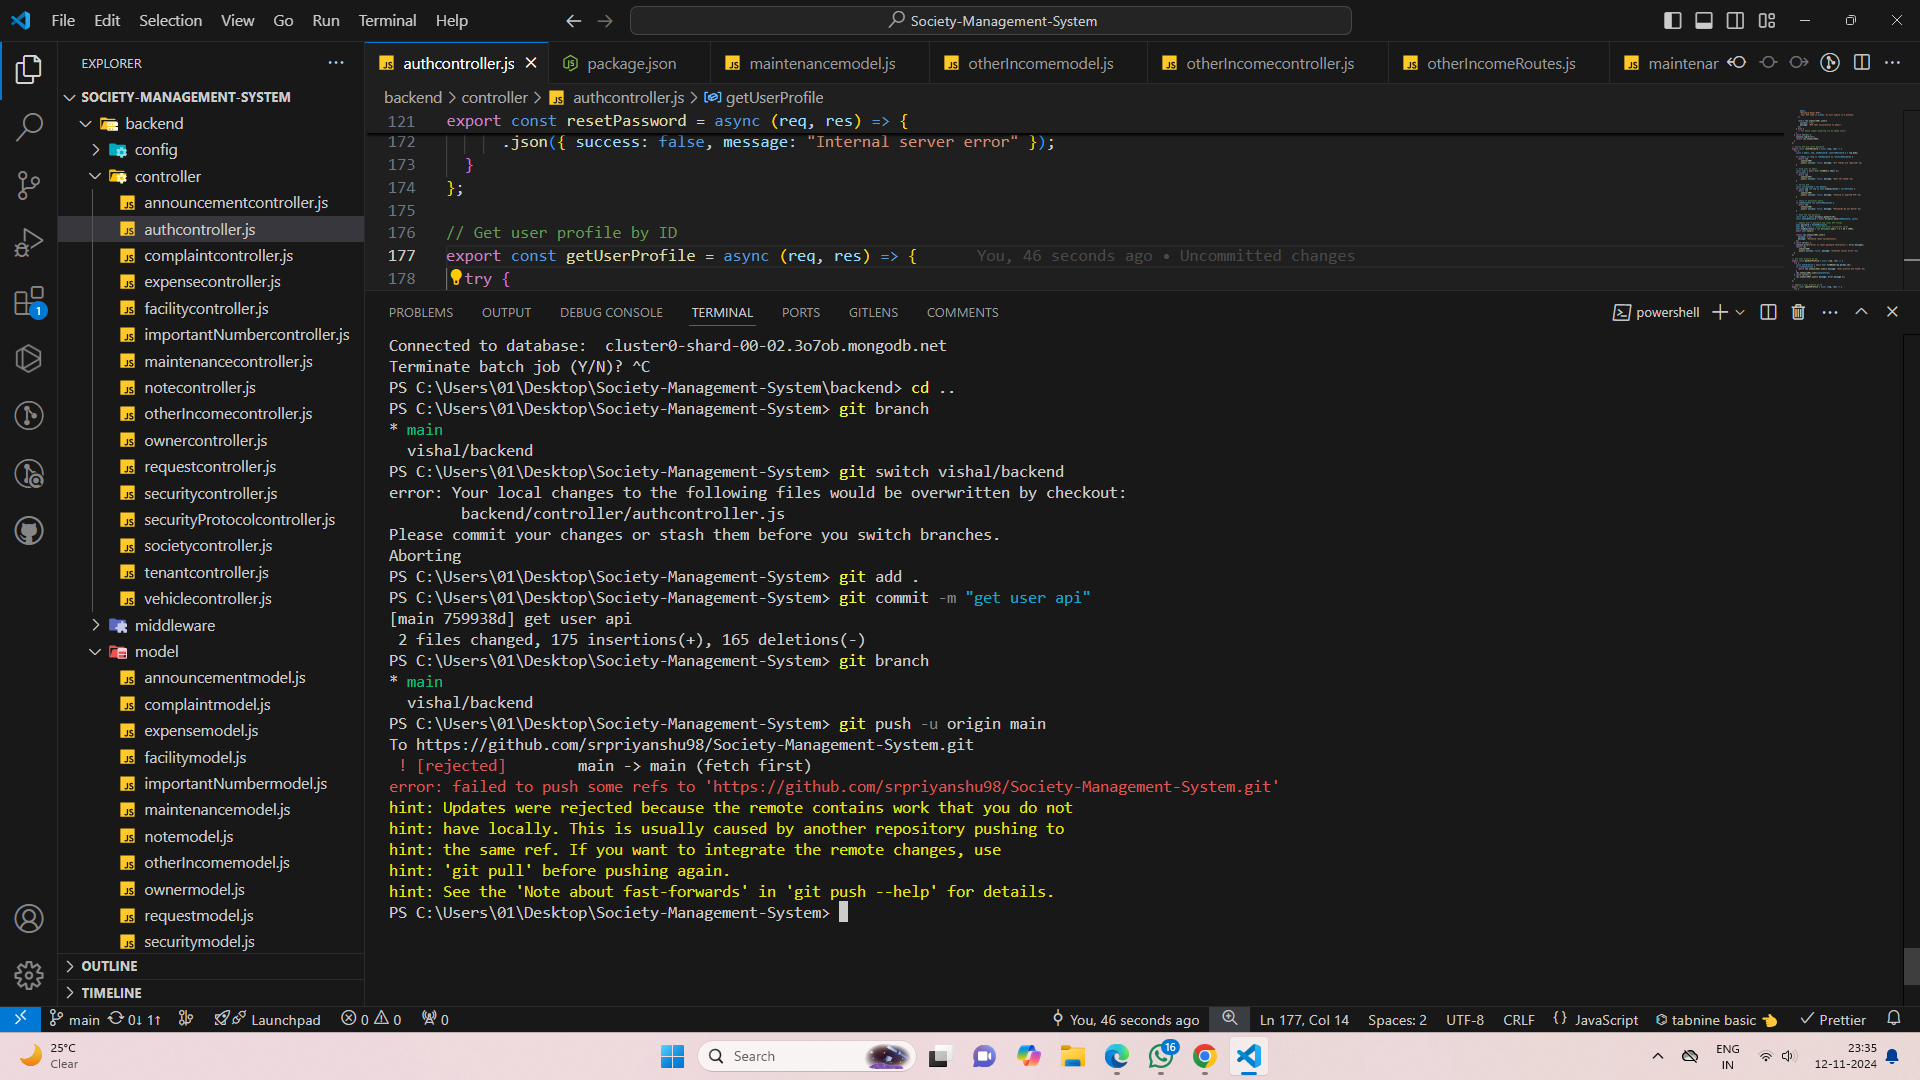 File Edit Selection View Go Run Terminal Help
Society-Management-System
EXPLORER
SOCIETY-MANAGEMENT-SYSTEM
backend
config
controller
announcementcontroller.js
authcontroller.js
complaintcontroller.js
expensecontroller.js
facilitycontroller.js
importantNumbercontroller.js
maintenancecontroller.js
notecontroller.js
otherIncomecontroller.js
ownercontroller.js
requestcontroller.js
securitycontroller.js
securityProtocolcontroller.js
societycontroller.js
tenantcontroller.js
vehiclecontroller.js
middleware
model
announcementmodel.js
complaintmodel.js
expensemodel.js
facilitymodel.js
importantNumbermodel.js
maintenancemodel.js
notemodel.js
otherIncomemodel.js
ownermodel.js
requestmodel.js
securitymodel.js
OUTLINE
TIMELINE
1
authcontroller.js package.json maintenancemodel.js otherIncomemodel.js otherIncomecontroller.js otherIncomeRoutes.js maintenar
backend > controller > authcontroller.js > getUserProfile
121 export const resetPassword = async (req, res) => {
172 .json({ success: false, message: "Internal server error" });
173 }
174 };
175
176 // Get user profile by ID
177 export const getUserProfile = async (req, res) => { You, 46 seconds ago • Uncommitted changes
178 try {
PROBLEMS OUTPUT DEBUG CONSOLE TERMINAL PORTS GITLENS COMMENTS
powershell
Connected to database:  cluster0-shard-00-02.3o7ob.mongodb.net
Terminate batch job (Y/N)? ^C
PS C:\Users\01\Desktop\Society-Management-System\backend> cd ..
PS C:\Users\01\Desktop\Society-Management-System> git branch
* main
  vishal/backend
PS C:\Users\01\Desktop\Society-Management-System> git switch vishal/backend
error: Your local changes to the following files would be overwritten by checkout:
        backend/controller/authcontroller.js
Please commit your changes or stash them before you switch branches.
Aborting
PS C:\Users\01\Desktop\Society-Management-System> git add .
PS C:\Users\01\Desktop\Society-Management-System> git commit -m "get user api"
[main 759938d] get user api
 2 files changed, 175 insertions(+), 165 deletions(-)
PS C:\Users\01\Desktop\Society-Management-System> git branch
* main
  vishal/backend
PS C:\Users\01\Desktop\Society-Management-System> git push -u origin main
To https://github.com/srpriyanshu98/Society-Management-System.git
 ! [rejected]        main -> main (fetch first)
error: failed to push some refs to 'https://github.com/srpriyanshu98/Society-Management-System.git'
hint: Updates were rejected because the remote contains work that you do not
hint: have locally. This is usually caused by another repository pushing to
hint: the same ref. If you want to integrate the remote changes, use
hint: 'git pull' before pushing again.
hint: See the 'Note about fast-forwards' in 'git push --help' for details.
PS C:\Users\01\Desktop\Society-Management-System>
main 0↓ 1↑ Launchpad 0 0 0
You, 46 seconds ago Ln 177, Col 14 Spaces: 2 UTF-8 CRLF {} JavaScript tabnine basic Prettier
25°C
Clear
Search
16
ENG
IN
23:35
12-11-2024